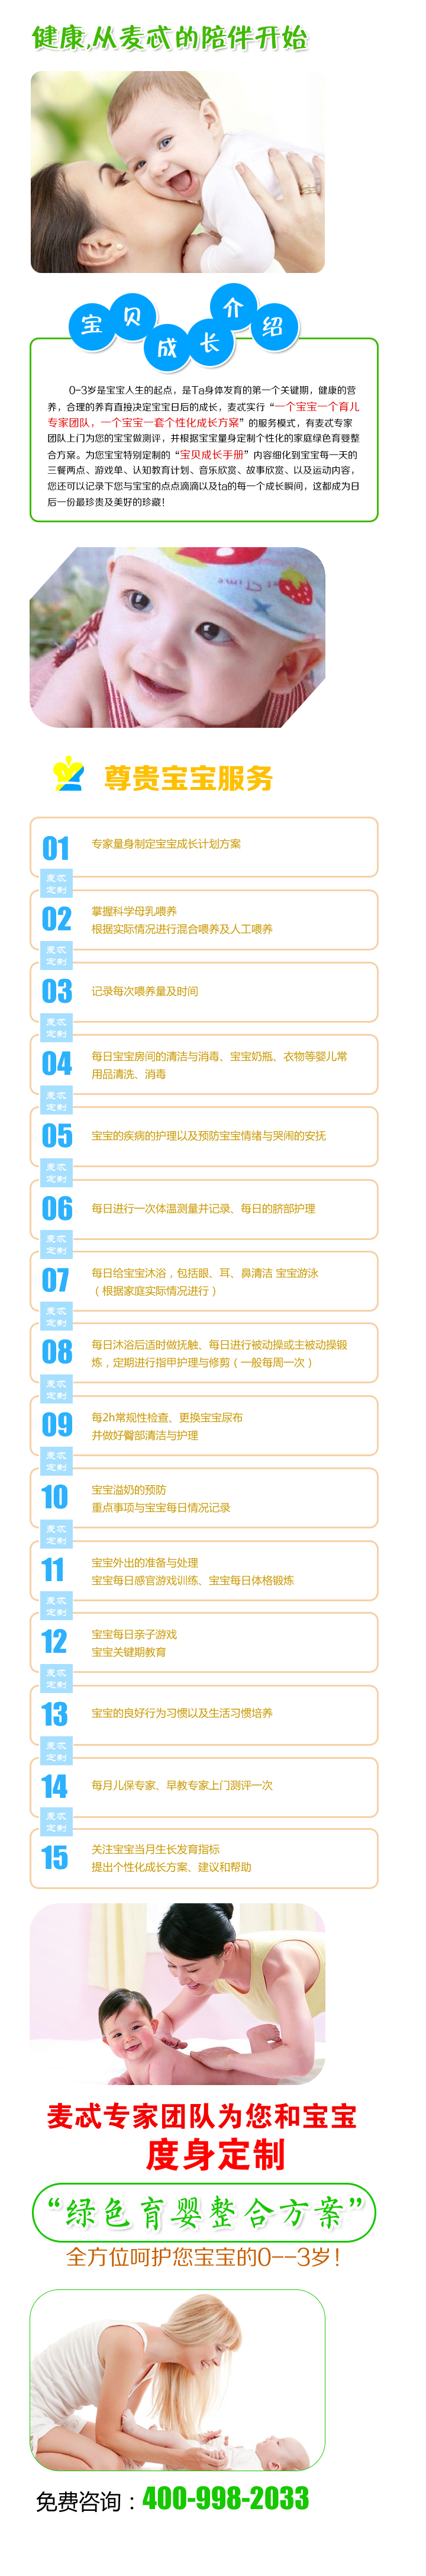 健康,从麦忒的陪伴开始
宝贝成长介绍
0-3岁是宝宝人生的起点，是Ta身体发育的第一个关键期，健康的营
养，合理的养育直接决定宝宝日后的成长，麦忒实行“一个宝宝一个育儿
专家团队，一个宝宝一套个性化成长方案”的服务模式，有麦忒专家
团队上门为您的宝宝做测评，并根据宝宝量身定制个性化的家庭绿色育婴整
合方案。为您宝宝特别定制的“宝贝成长手册”内容细化到宝宝每一天的
三餐两点、游戏单、认知教育计划、音乐欣赏、故事欣赏、以及运动内容，
您还可以记录下您与宝宝的点点滴滴以及ta的每一个成长瞬间，这都成为日
后一份最珍贵及美好的珍藏！
尊贵宝宝服务
01
专家量身制定宝宝成长计划方案
麦忒
定制
02
掌握科学母乳喂养
根据实际情况进行混合喂养及人工喂养
麦忒
定制
03
记录每次喂养量及时间
麦忒
定制
04
每日宝宝房间的清洁与消毒、宝宝奶瓶、衣物等婴儿常
用品清洗、消毒
麦忒
定制
05
宝宝的疾病的护理以及预防宝宝情绪与哭闹的安抚
麦忒
定制
06
每日进行一次体温测量并记录、每日的脐部护理
麦忒
定制
07
每日给宝宝沐浴，包括眼、耳、鼻清洁 宝宝游泳
（根据家庭实际情况进行）
麦忒
定制
08
每日沐浴后适时做抚触、每日进行被动操或主被动操锻
炼，定期进行指甲护理与修剪（一般每周一次）
麦忒
定制
09
每2h常规性检查、更换宝宝尿布
并做好臀部清洁与护理
麦忒
定制
10
宝宝溢奶的预防
重点事项与宝宝每日情况记录
麦忒
定制
11
宝宝外出的准备与处理
宝宝每日感官游戏训练、宝宝每日体格锻炼
麦忒
定制
12
宝宝每日亲子游戏
宝宝关键期教育
麦忒
定制
13
宝宝的良好行为习惯以及生活习惯培养
麦忒
定制
14
每月儿保专家、早教专家上门测评一次
麦忒
定制
15
关注宝宝当月生长发育指标
提出个性化成长方案、建议和帮助
麦忒专家团队为您和宝宝
度身定制
“绿色育婴整合方案”
全方位呵护您宝宝的0--3岁！
免费咨询：400-998-2033